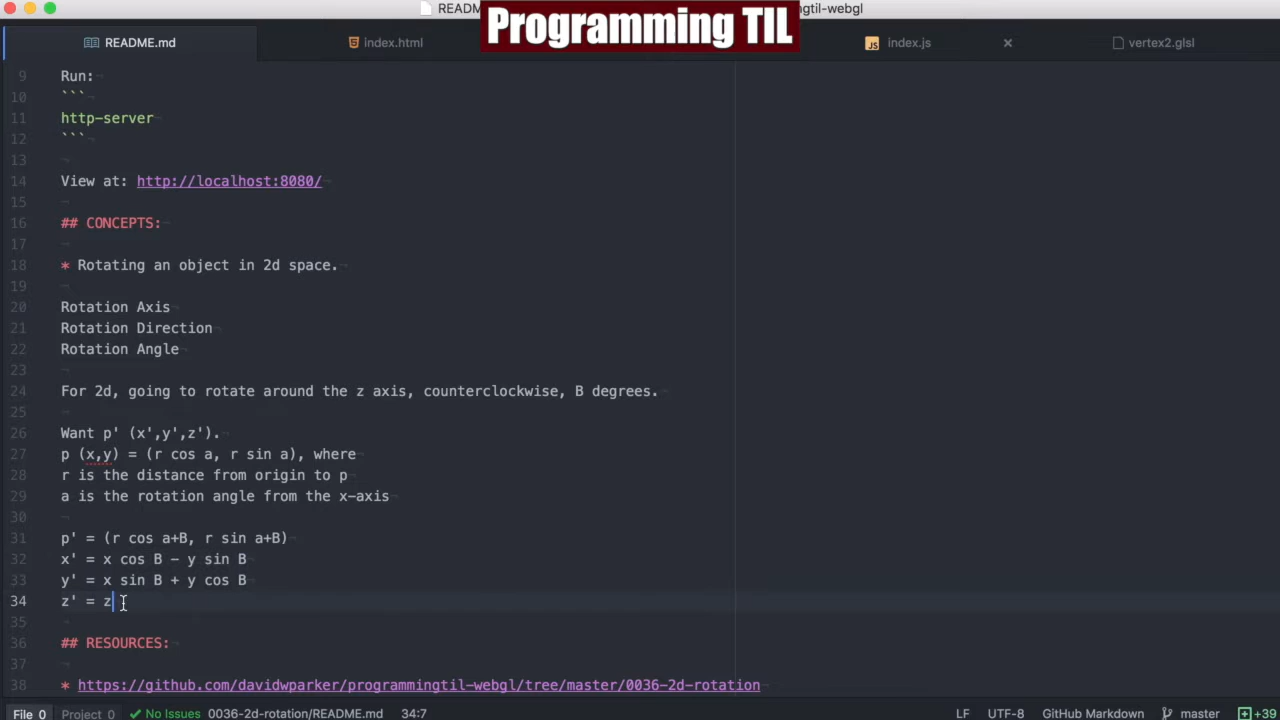 READM
Programming TIL
gtil-webgl
README.md
index.html
index.js
vertex2.glsl
9 Run:
10 ```
11 http-server
12 ```
13
14 View at: http://localhost:8080/
15
16 ## CONCEPTS:
17
18 * Rotating an object in 2d space.
19
20 Rotation Axis
21 Rotation Direction
22 Rotation Angle
23
24 For 2d, going to rotate around the z axis, counterclockwise, B degrees.
25
26 Want p' (x',y',z').
27 p (x,y) = (r cos a, r sin a), where
28 r is the distance from origin to p
29 a is the rotation angle from the x-axis
30
31 p' = (r cos a+B, r sin a+B)
32 x' = x cos B - y sin B
33 y' = x sin B + y cos B
34 z' = z
35
36 ## RESOURCES:
37
38 * https://github.com/davidwparker/programmingtil-webgl/tree/master/0036-2d-rotation
File 0 Project 0 No Issues 0036-2d-rotation/README.md 34:7 LF UTF-8 GitHub Markdown master +39